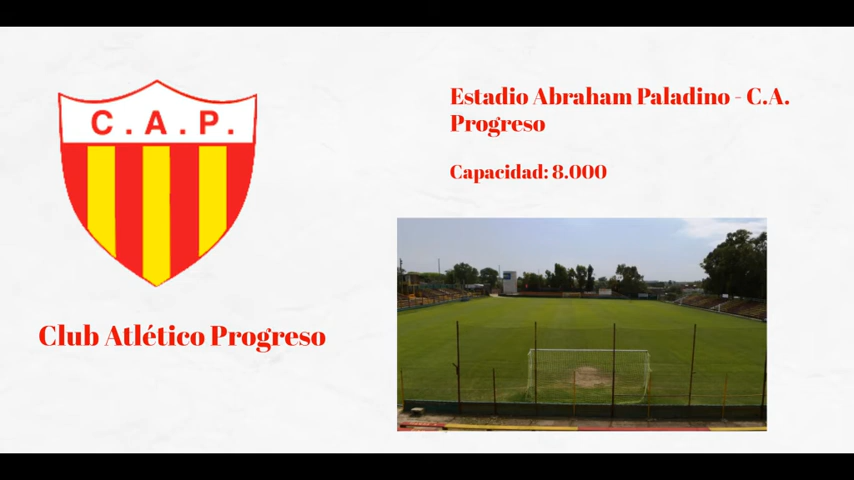 C.A.P.
Club Atlético Progreso
Estadio Abraham Paladino - C.A.
Progreso
Capacidad: 8.000